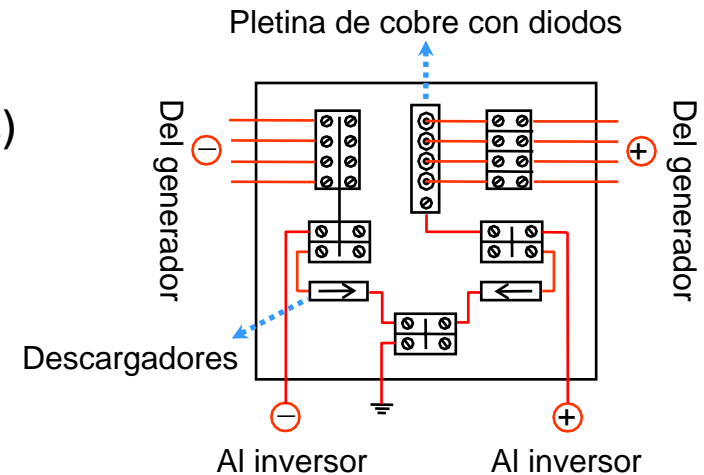 Pletina de cobre con diodos
)
Del generador
−
+
Del generador
Descargadores
−
+
Al inversor
Al inversor